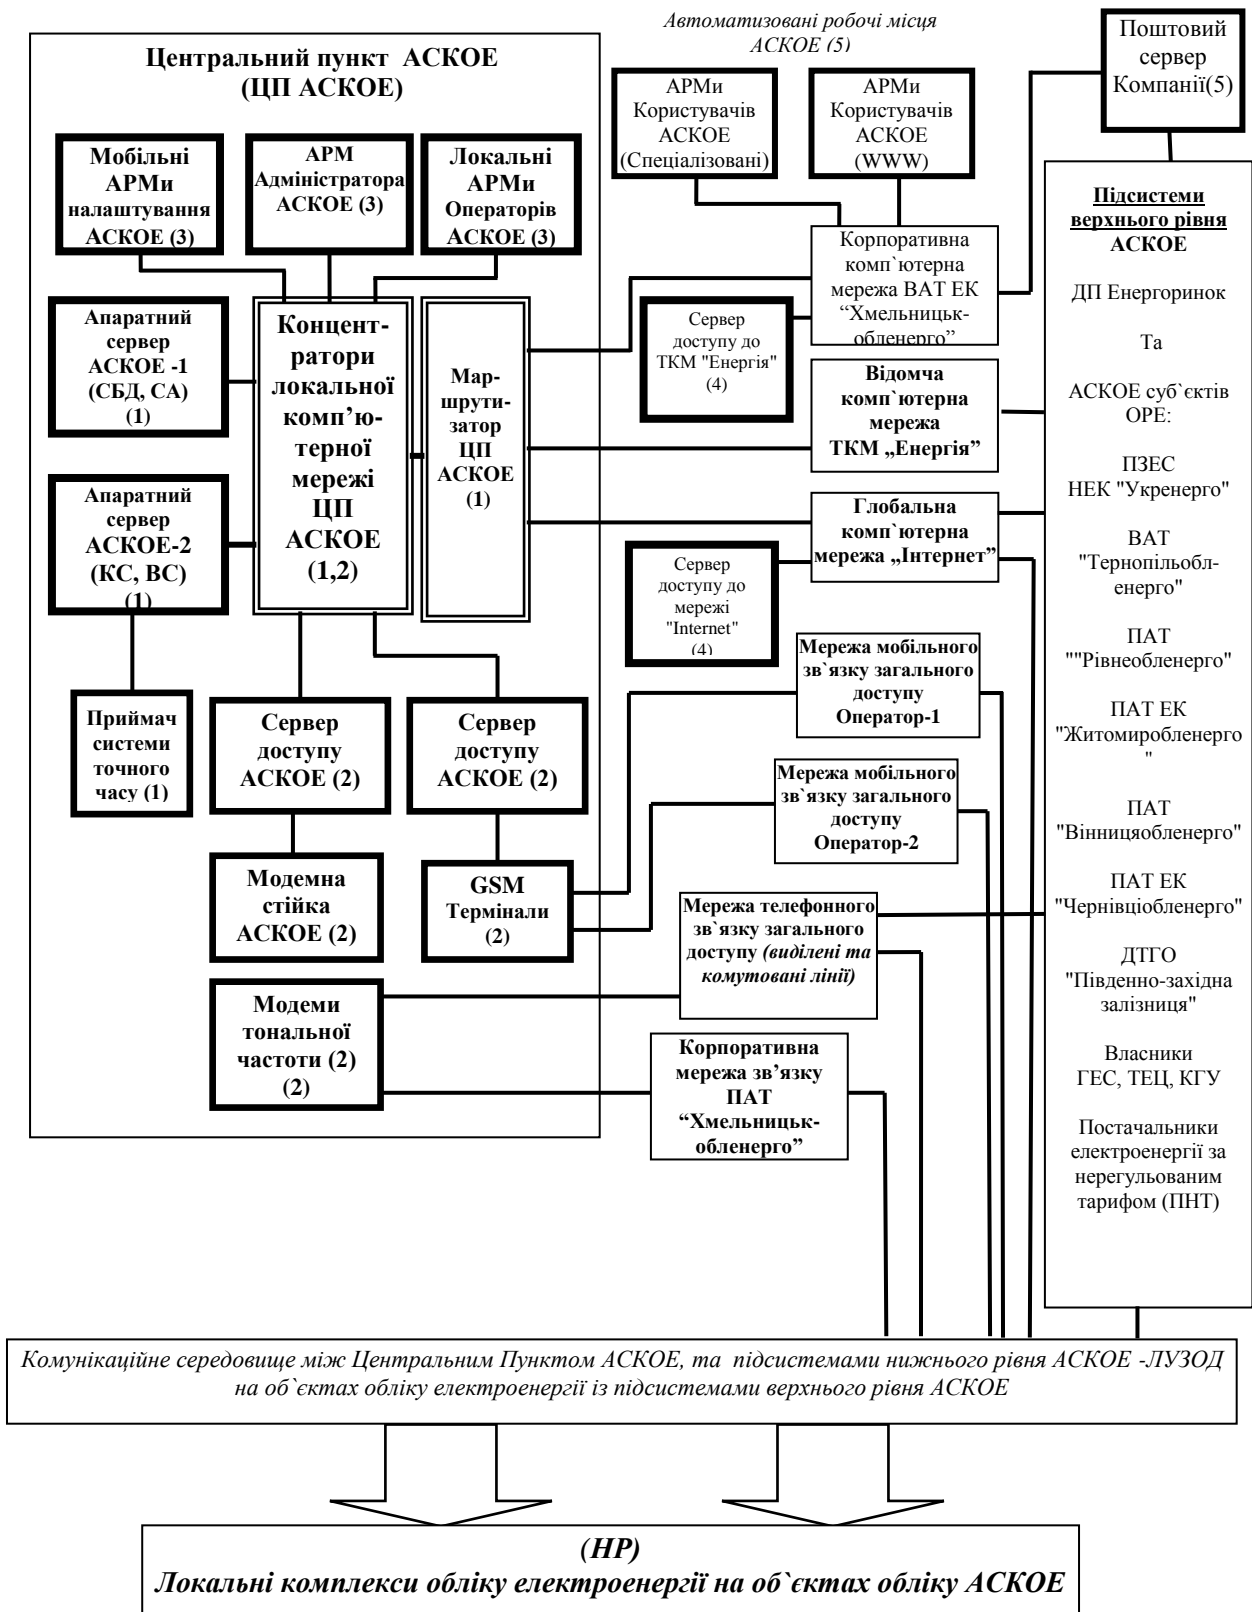 Автоматизовані робочі місця
АСКОЕ (5)
Центральний пункт АСКОЕ
(ЦП АСКОЕ)
Поштовий
сервер
Компанії(5)
АРМи
Користувачів
АСКОЕ
(Спеціалізовані)
АРМи
Користувачів
АСКОЕ
(WWW)
Мобільні
АРМи
налаштування
АСКОЕ (3)
АРМ
Адміністратора
АСКОЕ (3)
Локальні
АРМи
Операторів
АСКОЕ (3)
Апаратний
сервер
АСКОЕ -1
(СБД, СА)
(1)
Апаратний
сервер
АСКОЕ-2
(КС, ВС)
(1)
Концент-
ратори
локальної
комп’ю-
терної
мережі
ЦП
АСКОЕ
(1,2)
Мар-
шрути-
затор
ЦП
АСКОЕ
(1)
Корпоративна
комп`ютерна
мережа ВАТ ЕК
“Хмельницьк-
обленерго”
Сервер
доступу до
ТКМ "Енергія"
(4)
Відомча
комп`ютерна
мережа
ТКМ „Енергія”
Глобальна
комп`ютерна
мережа „Інтернет”
Сервер
доступу до
мережі
"Internet"
(4)
Приймач
системи
точного
часу (1)
Сервер
доступу
АСКОЕ (2)
Сервер
доступу
АСКОЕ (2)
Мережа мобільного
зв`язку загального
доступу
Оператор-1
Мережа мобільного
зв`язку загального
доступу
Оператор-2
Модемна
стійка
АСКОЕ (2)
GSM
Термінали
(2)
Мережа телефонного
зв`язку загального
доступу (виділені та
комутовані лінії)
Модеми
тональної
частоти (2)
(2)
Корпоративна
мережа зв’язку
ПАТ
“Хмельницьк-
обленерго”
Підсистеми
верхнього рівня
АСКОЕ
ДП Енергоринок
Та
АСКОЕ суб`єктів
ОРЕ:
ПЗЕС
НЕК "Укренерго"
ВАТ
"Тернопільобл-
енерго"
ПАТ
""Рівнеобленерго"
ПАТ ЕК
"Житомиробленерго
"
ПАТ
"Вінницяобленерго"
ПАТ ЕК
"Чернівціобленерго"
ДТГО
"Південно-західна
залізниця"
Власники
ГЕС, ТЕЦ, КГУ
Постачальники
електроенергії за
нерегульованим
тарифом (ПНТ)
Комунікаційне середовище між Центральним Пунктом АСКОЕ, та підсистемами нижнього рівня АСКОЕ -ЛУЗОД
на об`єктах обліку електроенергії із підсистемами верхнього рівня АСКОЕ
(НР)
Локальні комплекси обліку електроенергії на об`єктах обліку АСКОЕ